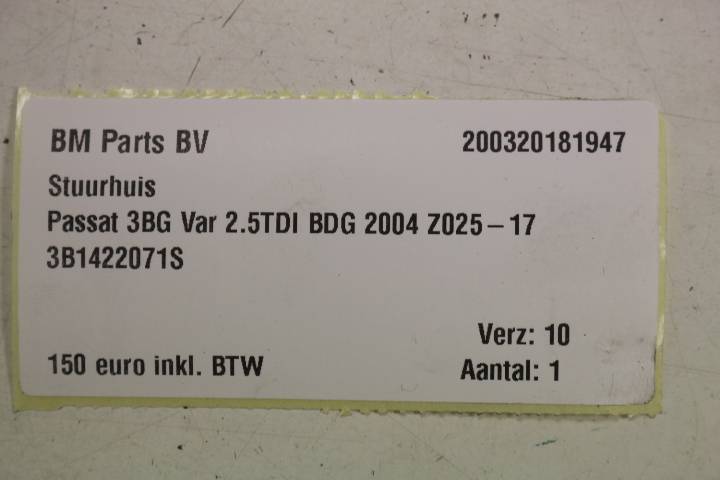 BM Parts BV 200320181947
Stuurhuis
Passat 3BG Var 2.5TDI BDG 2004 Z025-17
3B1422071S
Verz: 10
150 euro inkl. BTW Aantal: 1